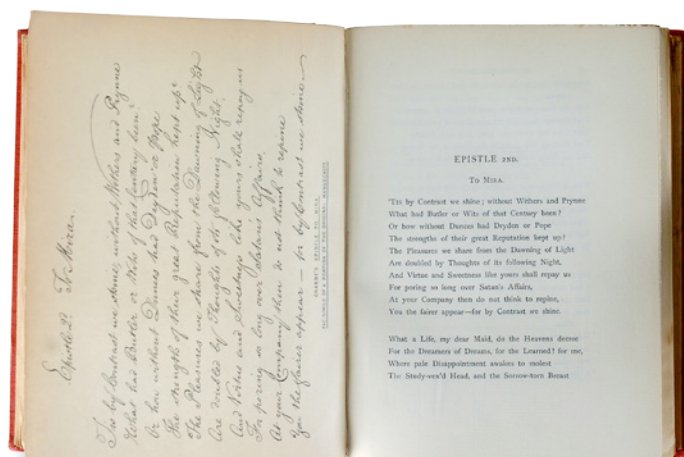 Epistle 2d. To Mira.
Tis by Contrast we shine; without Withers and Prynne
What had Butler or Wits of that Century been?
Or how without Dunces had Dryden or Pope
The strengths of their great Reputation kept up?
The Pleasures we share from the Dawning of Light
Are doubled by Thoughts of its following Night,
And Virtue and Sweetness like yours shall repay us
For poring so long over Satan's Affairs,
At your Company then do not think to repine
You the fairer appear — for by Contrast we shine
CRABBE'S EPISTLE TO MIRA
FAC-SIMILE OF A PORTION OF THE ORIGINAL MANUSCRIPT
EPISTLE 2ND.
To Mira.
'Tis by Contrast we shine; without Withers and Prynne
What had Butler or Wits of that Century been?
Or how without Dunces had Dryden or Pope
The strengths of their great Reputation kept up?
The Pleasures we share from the Dawning of Light
Are doubled by Thoughts of its following Night,
And Virtue and Sweetness like yours shall repay us
For poring so long over Satan's Affairs,
At your Company then do not think to repine,
You the fairer appear—for by Contrast we shine.
What a Life, my dear Maid, do the Heavens decree
For the Dreamers of Dreams, for the Learned! for me,
Where pale Disappointment awakes to molest
The Study-vex'd Head, and the Sorrow-torn Breast